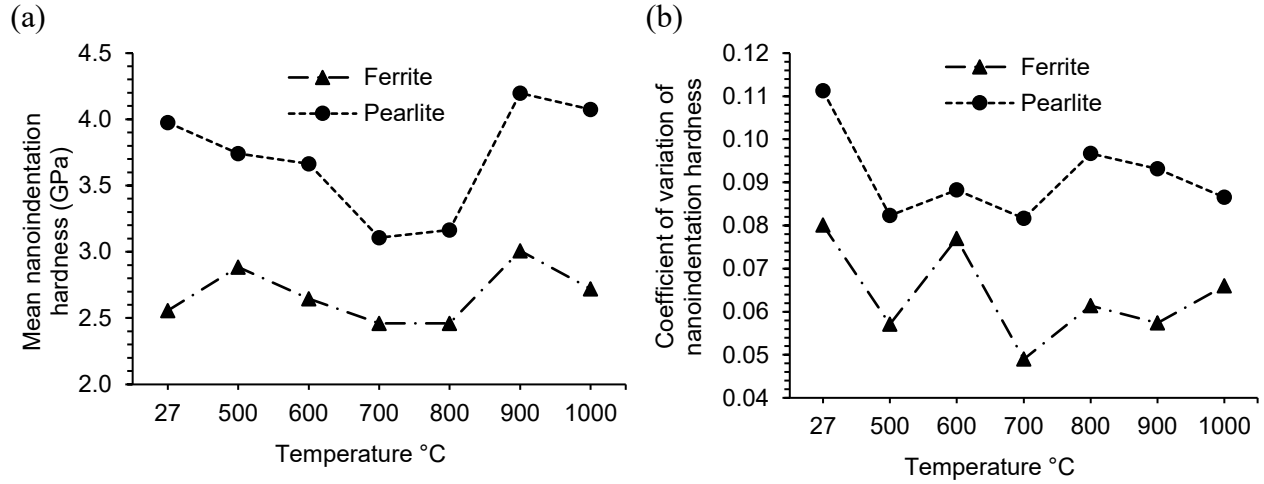 (a)
4.5
4.0
3.5
3.0
2.5
2.0
Mean nanoindentation
hardness (GPa)
Ferrite
Pearlite
27 500 600 700 800 900 1000
Temperature °C
(b)
0.12
0.11
0.10
0.09
0.08
0.07
0.06
0.05
0.04
Coefficient of variation of
nanoindentation hardness
Ferrite
Pearlite
27 500 600 700 800 900 1000
Temperature °C